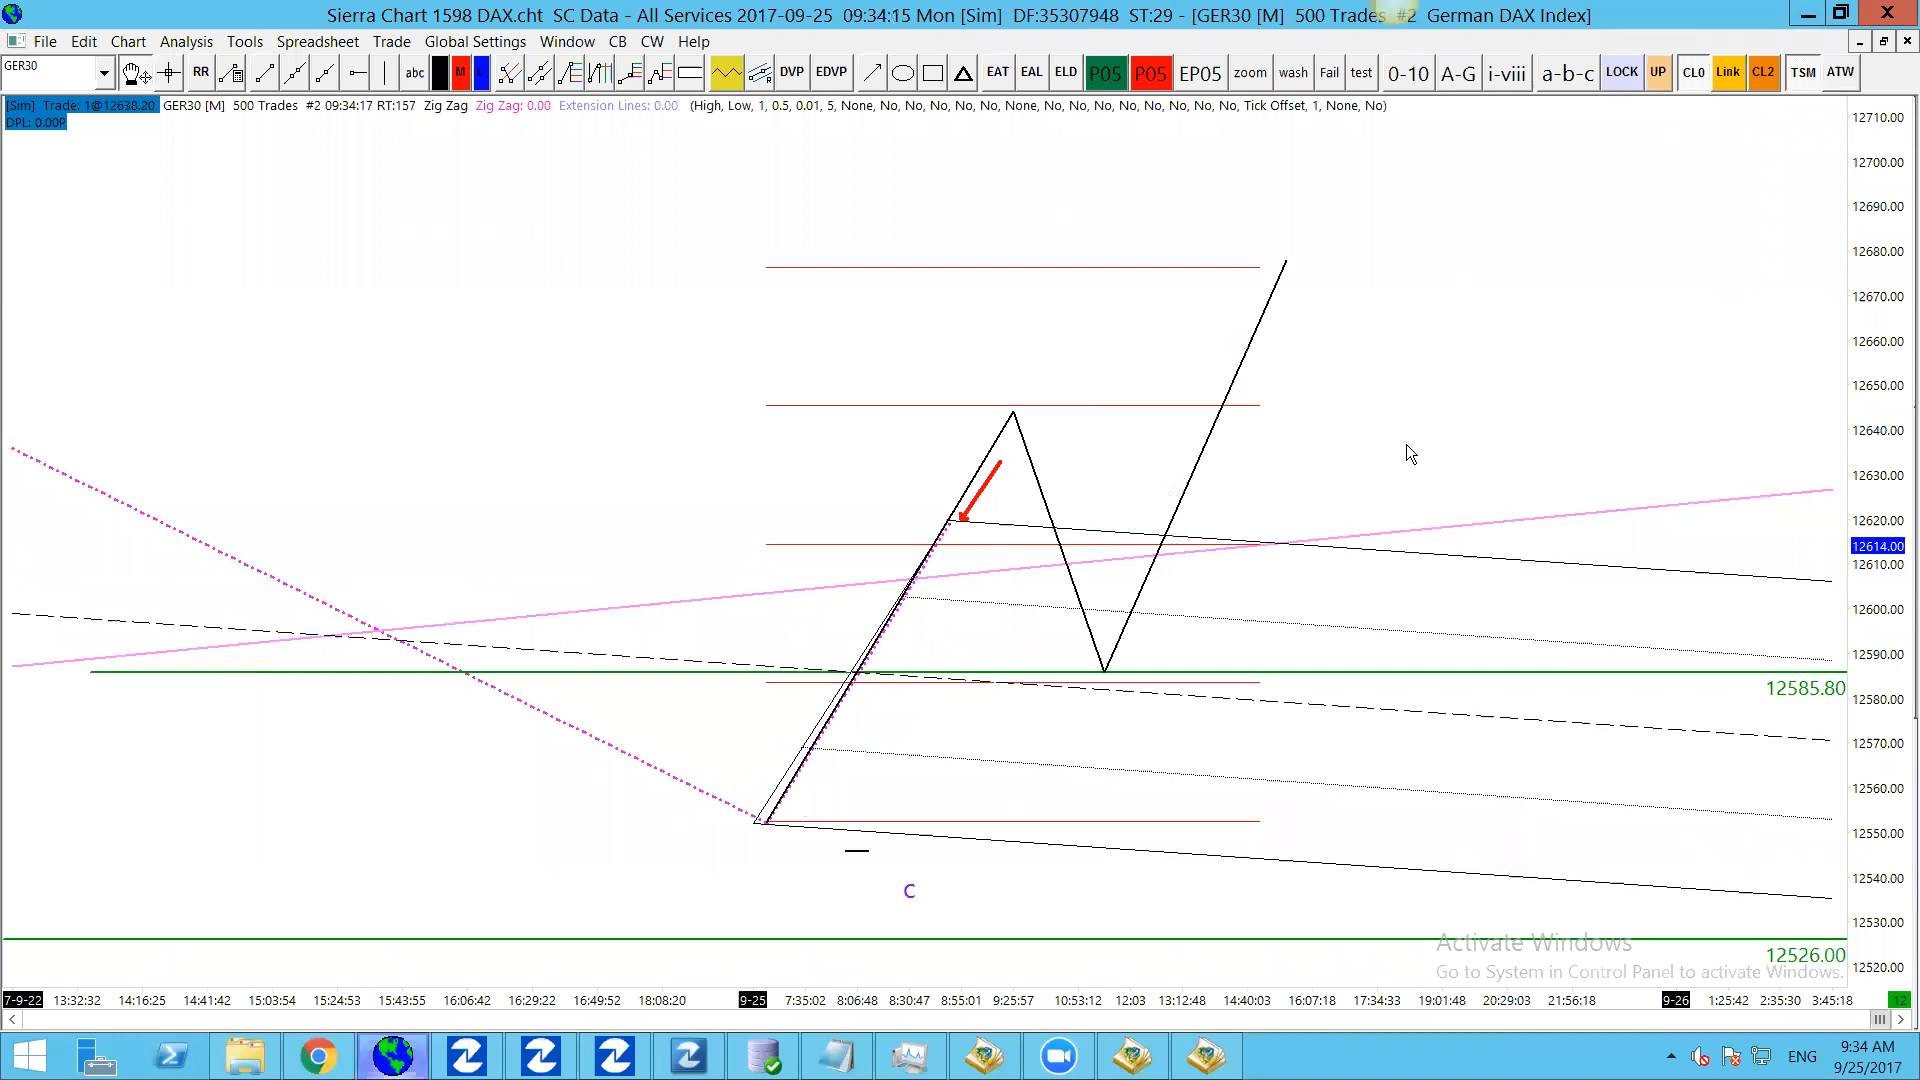 Sierra Chart 1598 DAX.cht  SC Data - All Services 2017-09-25  09:34:15 Mon [Sim]  DF:35307948  ST:29 - [GER30 [M]  500 Trades  #2  German DAX Index]
File Edit Chart Analysis Tools Spreadsheet Trade Global Settings Window CB CW Help
GER30 RR abc M L DVP EDVP EAT EAL ELD P05 P05 EP05 zoom wash Fail test 0-10 A-G i-viii a-b-c LOCK UP CL0 Link CL2 TSM ATW
[Sim]  Trade: 1@12638.20  GER30 [M]  500 Trades  #2 09:34:17 RT:157  Zig Zag  Zig Zag: 0.00  Extension Lines: 0.00  (High, Low, 1, 0.5, 0.01, 5, None, No, No, No, No, No, None, No, No, No, No, No, No, No, No, Tick Offset, 1, None, No)
DPL: 0.00P
12710.00
12700.00
12690.00
12680.00
12670.00
12660.00
12650.00
12640.00
12630.00
12620.00
12614.00
12610.00
12600.00
12590.00
12585.80
12580.00
12570.00
12560.00
12550.00
12540.00
C
12530.00
Activate Windows
12526.00
Go to System in Control Panel to activate Windows.
12520.00
7-9-22 13:32:32 14:16:25 14:41:42 15:03:54 15:24:53 15:43:55 16:06:42 16:29:22 16:49:52 18:08:20 9-25 7:35:02 8:06:48 8:30:47 8:55:01 9:25:57 10:53:12 12:03 13:12:48 14:40:03 16:07:18 17:34:33 19:01:48 20:29:03 21:56:18 9-26 1:25:42 2:35:30 3:45:18 12
ENG
9:34 AM
9/25/2017